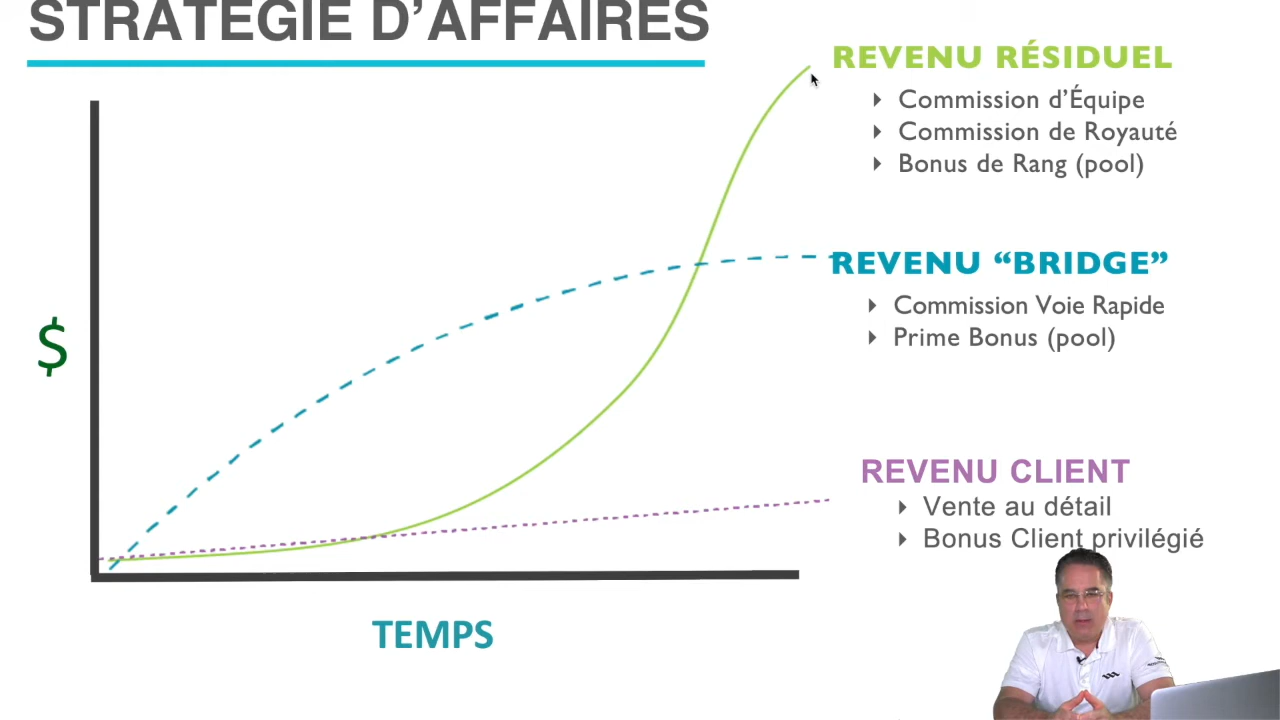 STRATÉGIE D’AFFAIRES
REVENU RÉSIDUEL
Commission d’Équipe
Commission de Royauté
Bonus de Rang (pool)
REVENU “BRIDGE”
Commission Voie Rapide
Prime Bonus (pool)
$
REVENU CLIENT
Vente au détail
Bonus Client privilégié
TEMPS